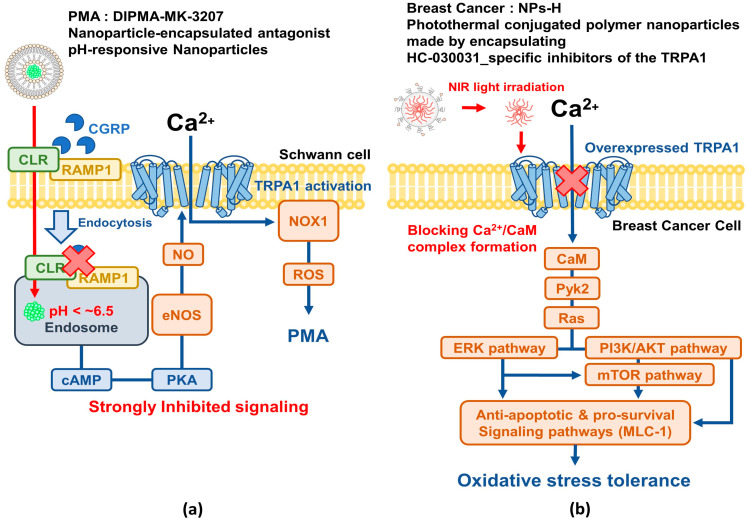 PMA : DIPMA-MK-3207
Nanoparticle-encapsulated antagonist
pH-responsive Nanoparticles
CGRP
Ca2+
CLR
RAMP1
Schwann cell
TRPA1 activation
Endocytosis
NOX1
NO
CLR
RAMP1
ROS
pH < ~6.5
Endosome
eNOS
PMA
cAMP
PKA
Strongly Inhibited signaling
(a)
Breast Cancer : NPs-H
Photothermal conjugated polymer nanoparticles
made by encapsulating
HC-030031_specific inhibitors of the TRPA1
NIR light irradiation
Ca2+
Overexpressed TRPA1
Breast Cancer Cell
Blocking Ca2+/CaM
complex formation
CaM
Pyk2
Ras
ERK pathway
PI3K/AKT pathway
mTOR pathway
Anti-apoptotic & pro-survival
Signaling pathways (MLC-1)
Oxidative stress tolerance
(b)